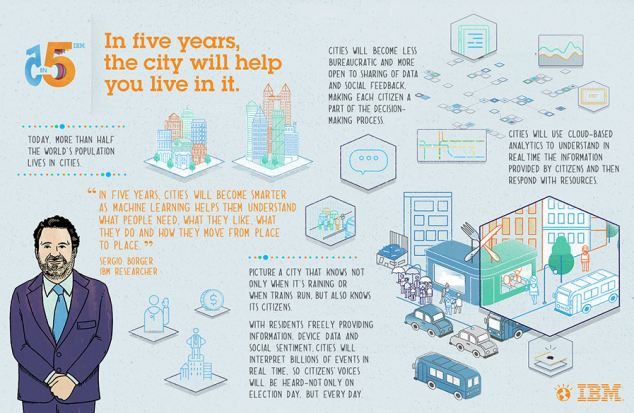 5
IN
5
IBM
In five years,
the city will help
you live in it.
TODAY, MORE THAN HALF
THE WORLD'S POPULATION
LIVES IN CITIES.
"IN FIVE YEARS, CITIES WILL BECOME SMARTER
AS MACHINE LEARNING HELPS THEM UNDERSTAND
WHAT PEOPLE NEED, WHAT THEY LIKE, WHAT
THEY DO AND HOW THEY MOVE FROM PLACE
TO PLACE."
SERGIO BORGER
IBM RESEARCHER
CITIES WILL BECOME LESS
BUREAUCRATIC AND MORE
OPEN TO SHARING OF DATA
AND SOCIAL FEEDBACK,
MAKING EACH CITIZEN A
PART OF THE DECISION-
MAKING PROCESS.
CITIES WILL USE CLOUD-BASED
ANALYTICS TO UNDERSTAND IN
REAL TIME THE INFORMATION
PROVIDED BY CITIZENS AND THEN
RESPOND WITH RESOURCES.
PICTURE A CITY THAT KNOWS NOT
ONLY WHEN IT'S RAINING OR
WHEN TRAINS RUN, BUT ALSO KNOWS
ITS CITIZENS.
WITH RESIDENTS FREELY PROVIDING
INFORMATION, DEVICE DATA AND
SOCIAL SENTIMENT, CITIES WILL
INTERPRET BILLIONS OF EVENTS IN
REAL TIME, SO CITIZENS' VOICES
WILL BE HEARD-NOT ONLY ON
ELECTION DAY, BUT EVERY DAY.
IBM